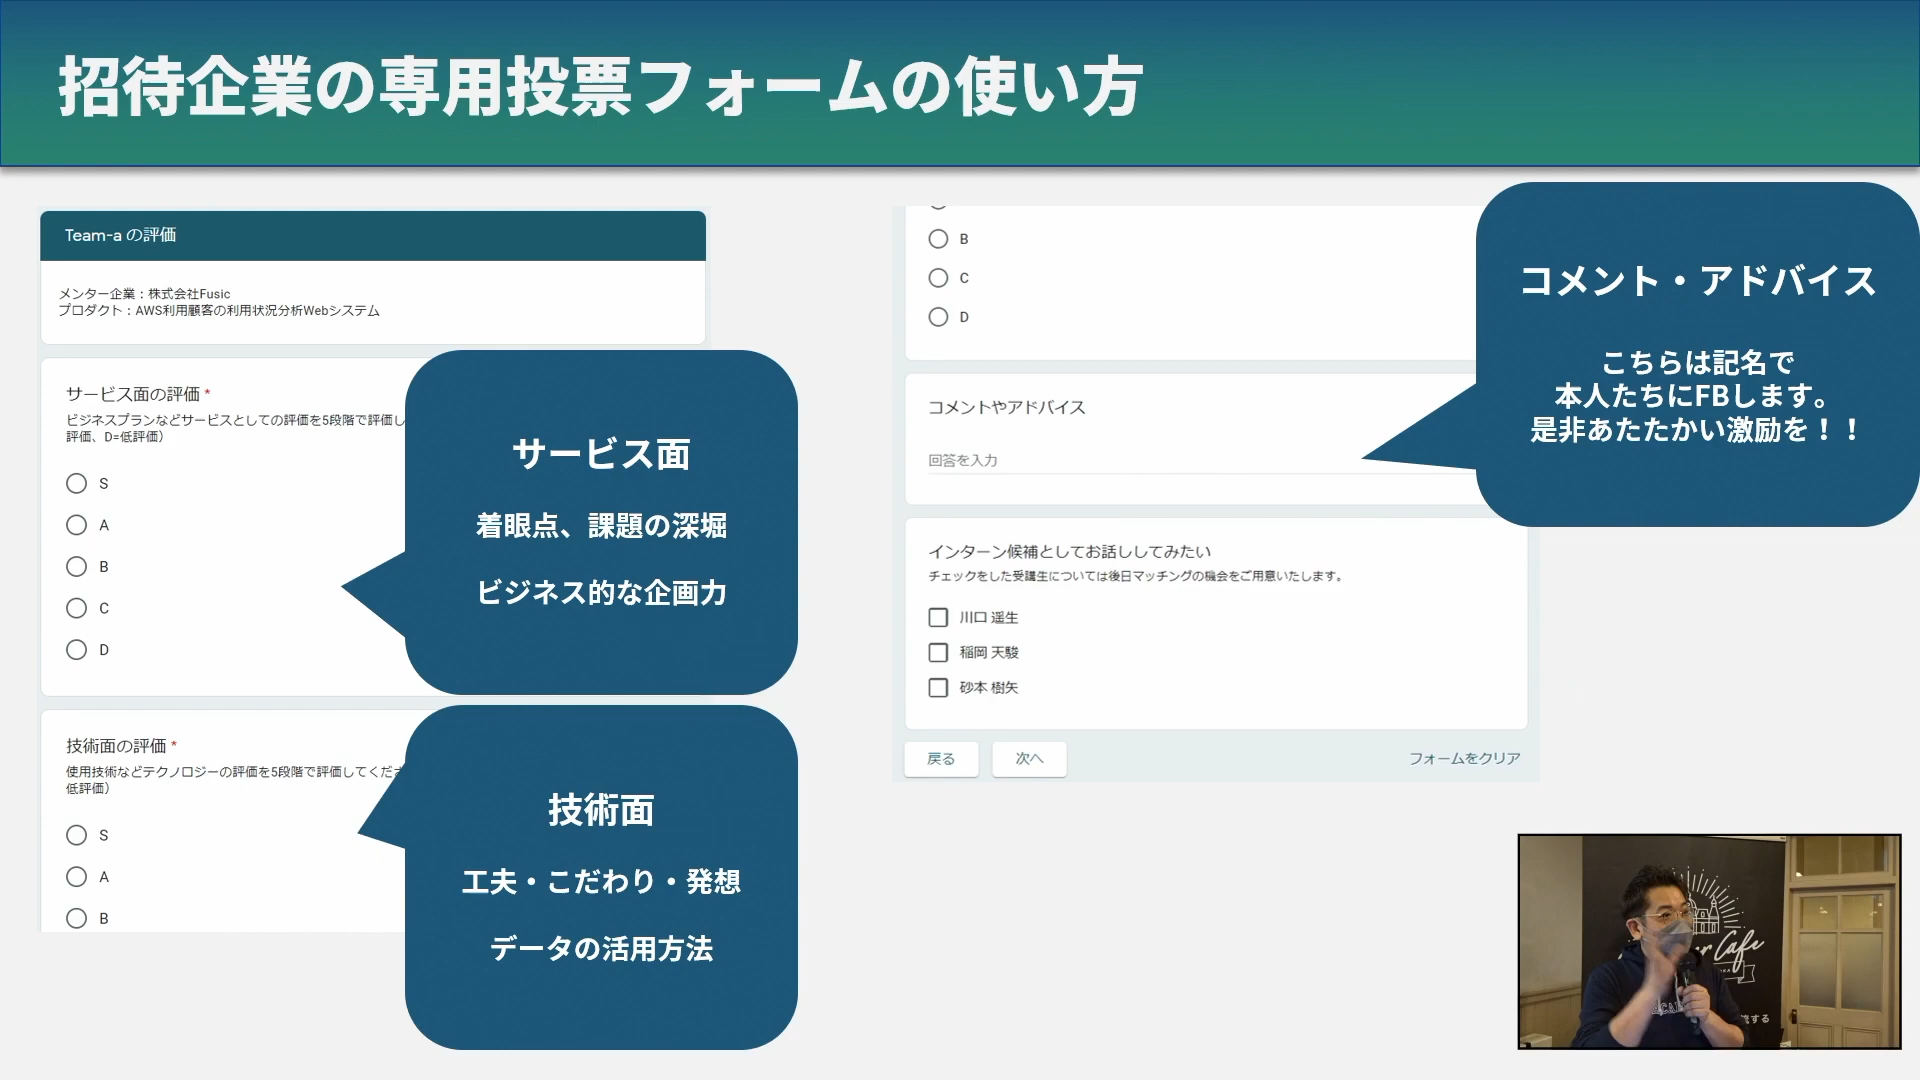 招待企業の専用投票フォームの使い方
Team-a の評価
メンター企業：株式会社Fusic
プロダクト：AWS利用顧客の利用状況分析Webシステム
サービス面の評価 *
ビジネスプランなどサービスとしての評価を5段階で評価し
評価、D=低評価）
S
A
B
C
D
サービス面
着眼点、課題の深堀
ビジネス的な企画力
技術面の評価 *
使用技術などテクノロジーの評価を5段階で評価してくださ
低評価）
S
A
B
技術面
工夫・こだわり・発想
データの活用方法
B
C
D
コメントやアドバイス
回答を入力
コメント・アドバイス
こちらは記名で
本人たちにFBします。
是非あたたかい激励を！！
インターン候補としてお話ししてみたい
チェックをした受講生については後日マッチングの機会をご用意いたします。
川口 遥生
稲岡 天駿
砂本 樹矢
戻る
次へ
フォームをクリア
Cafe
する